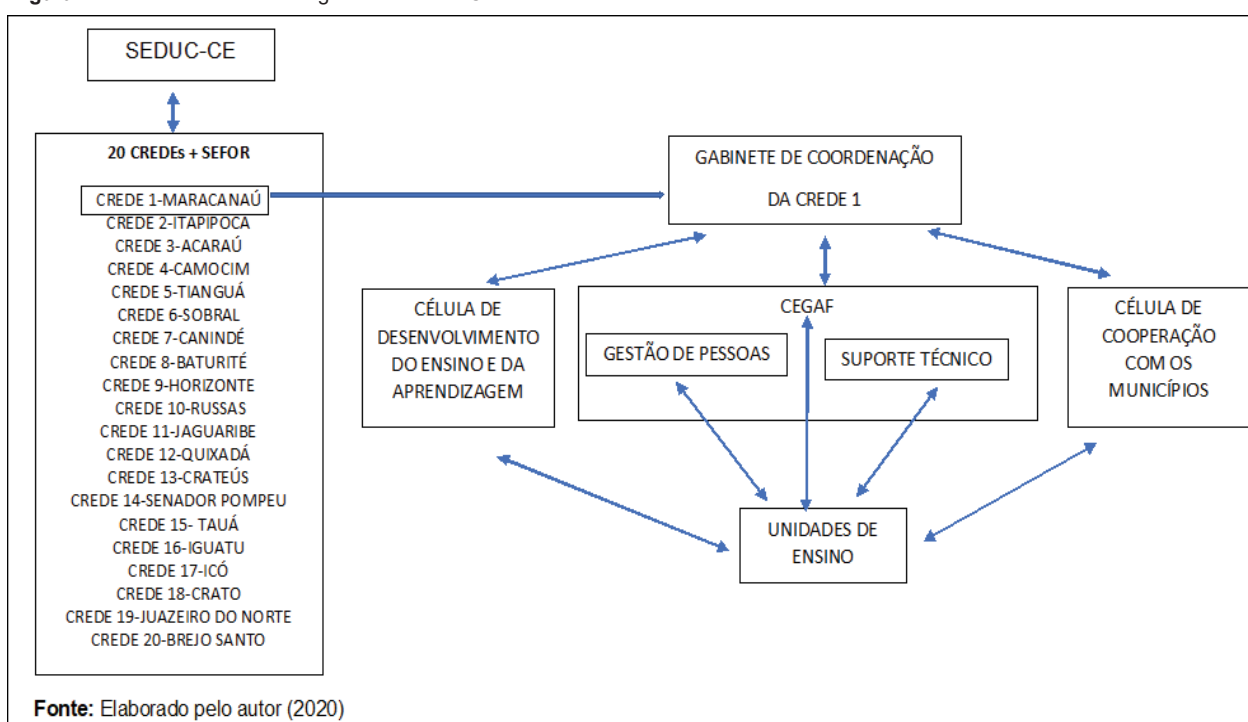 SEDUC-CE
20 CREDEs + SEFOR
CREDE 1-MARACANAÚ
CREDE 2-ITAPIPOCA
CREDE 3-ACARAÚ
CREDE 4-CAMOCIM
CREDE 5-TIANGUÁ
CREDE 6-SOBRAL
CREDE 7-CANINDÉ
CREDE 8-BATURITÉ
CREDE 9-HORIZONTE
CREDE 10-RUSSAS
CREDE 11-JAGUARIBE
CREDE 12-QUIXADÁ
CREDE 13-CRATEÚS
CREDE 14-SENADOR POMPEU
CREDE 15- TAUÁ
CREDE 16-IGUATU
CREDE 17-ICÓ
CREDE 18-CRATO
CREDE 19-JUAZEIRO DO NORTE
CREDE 20-BREJO SANTO
GABINETE DE COORDENAÇÃO
DA CREDE 1
CÉLULA DE
DESENVOLVIMENTO
DO ENSINO E DA
APRENDIZAGEM
CEGAF
GESTÃO DE PESSOAS
SUPORTE TÉCNICO
CÉLULA DE
COOPERAÇÃO
COM OS
MUNICÍPIOS
UNIDADES DE
ENSINO
Fonte: Elaborado pelo autor (2020)